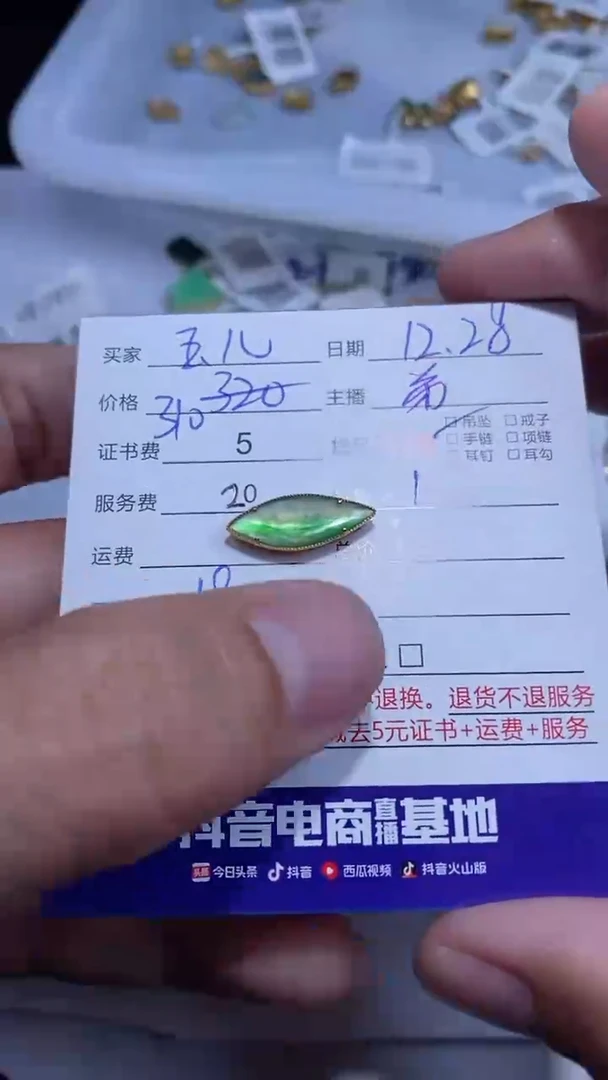 买家 五儿 日期 12.28
价格 310 320 主播 弟
吊坠 戒子
证书费 5 手链 项链
耳钉 耳勾
服务费 20 1
运费
10
退换。退货不退服务
减去5元证书+运费+服务
抖音电商直播基地
头条 今日头条 抖音 西瓜视频 抖音火山版